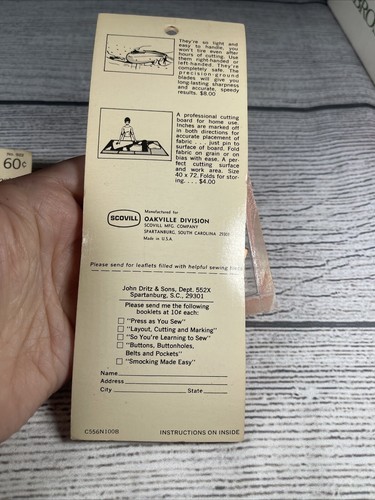 They're so light and
easy to handle, you
won't tire even after
hours of cutting. Use
them right-handed or
left-handed. They're
completely safe. The
precision-ground
blades will give you
long-lasting sharpness
and accurate, speedy
results. $8.00
A professional cutting
board for home use.
Inches are marked off
in both directions for
accurate placement of
fabric . . . just pin to
surface of board. Fold
fabric on grain or on
bias with ease. A per-
fect cutting surface
and work area. Size
40 x 72. Folds for stor-
ing. . . . $4.00
60¢
SCOVILL
Manufactured for
OAKVILLE DIVISION
SCOVILL MFG. COMPANY
SPARTANBURG, SOUTH CAROLINA 29301
Made in U.S.A.
Please send for leaflets filled with helpful sewing
John Dritz & Sons, Dept. 552X
Spartanburg, S.C., 29301
Please send me the following
booklets at 10¢ each:
"Press as You Sew"
"Layout, Cutting and Marking"
"So You're Learning to Sew"
"Buttons, Buttonholes,
Belts and Pockets"
"Smocking Made Easy"
Name
Address
City State
C556N100B INSTRUCTIONS ON INSIDE